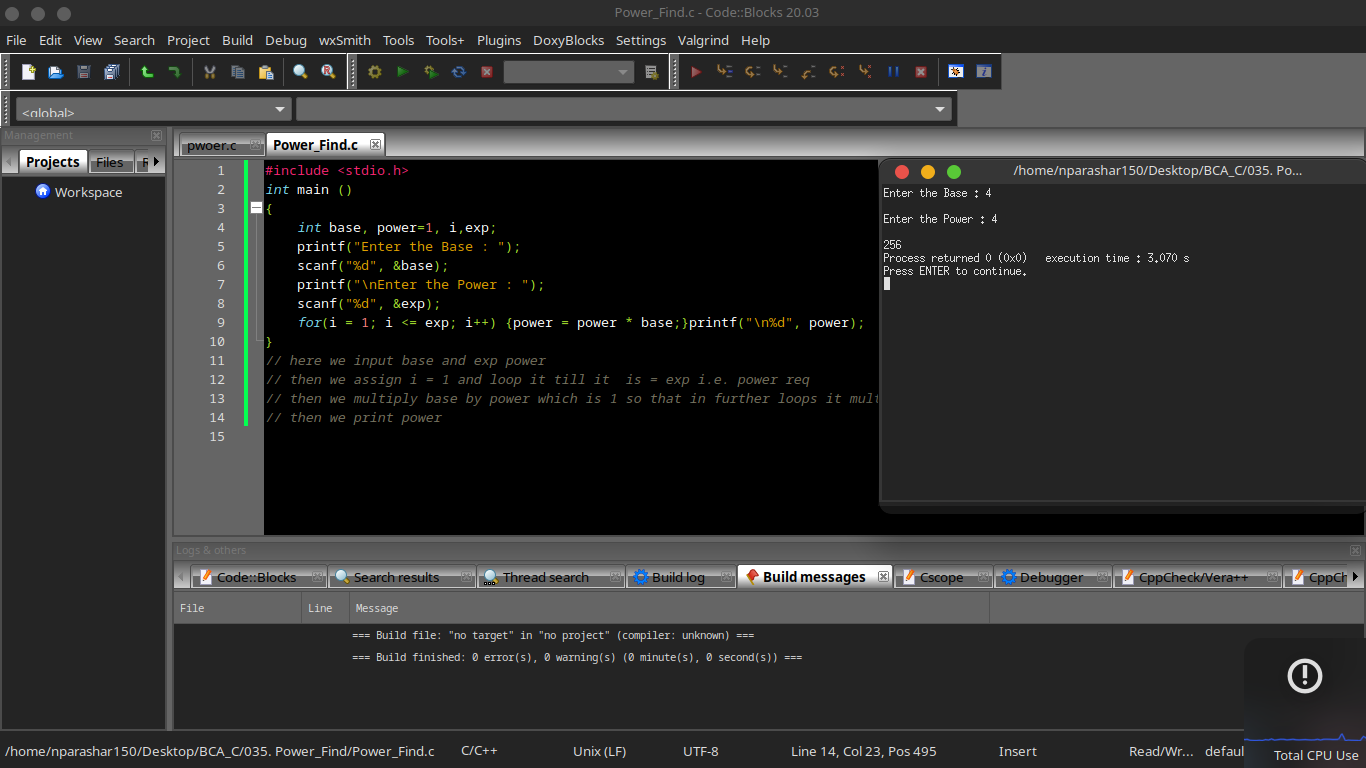 Power_Find.c - Code::Blocks 20.03
File Edit View Search Project Build Debug wxSmith Tools Tools+ Plugins DoxyBlocks Settings Valgrind Help
<global>
Management
Projects Files
Workspace
pwoer.c Power_Find.c
1 #include <stdio.h>
2 int main ()
3 {
4 int base, power=1, i,exp;
5 printf("Enter the Base : ");
6 scanf("%d", &base);
7 printf("\nEnter the Power : ");
8 scanf("%d", &exp);
9 for(i = 1; i <= exp; i++) {power = power * base;}printf("\n%d", power);
10 }
11 // here we input base and exp power
12 // then we assign i = 1 and loop it till it  is = exp i.e. power req
13 // then we multiply base by power which is 1 so that in further loops it mult
14 // then we print power
15
/home/nparashar150/Desktop/BCA_C/035. Po...
Enter the Base : 4
Enter the Power : 4
256
Process returned 0 (0x0)   execution time : 3.070 s
Press ENTER to continue.
Logs & others
Code::Blocks Search results Thread search Build log Build messages Cscope Debugger CppCheck/Vera++ CppCh
File Line Message
=== Build file: "no target" in "no project" (compiler: unknown) ===
=== Build finished: 0 error(s), 0 warning(s) (0 minute(s), 0 second(s)) ===
/home/nparashar150/Desktop/BCA_C/035. Power_Find/Power_Find.c C/C++ Unix (LF) UTF-8 Line 14, Col 23, Pos 495 Insert Read/Wr... defaul
Total CPU Use